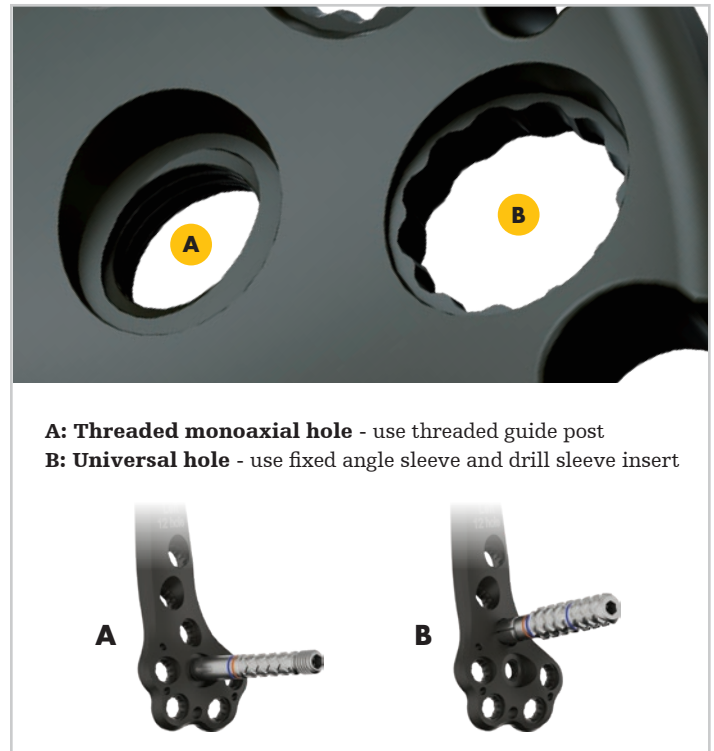 A
B
A: Threaded monoaxial hole - use threaded guide post
B: Universal hole - use fixed angle sleeve and drill sleeve insert
A
B